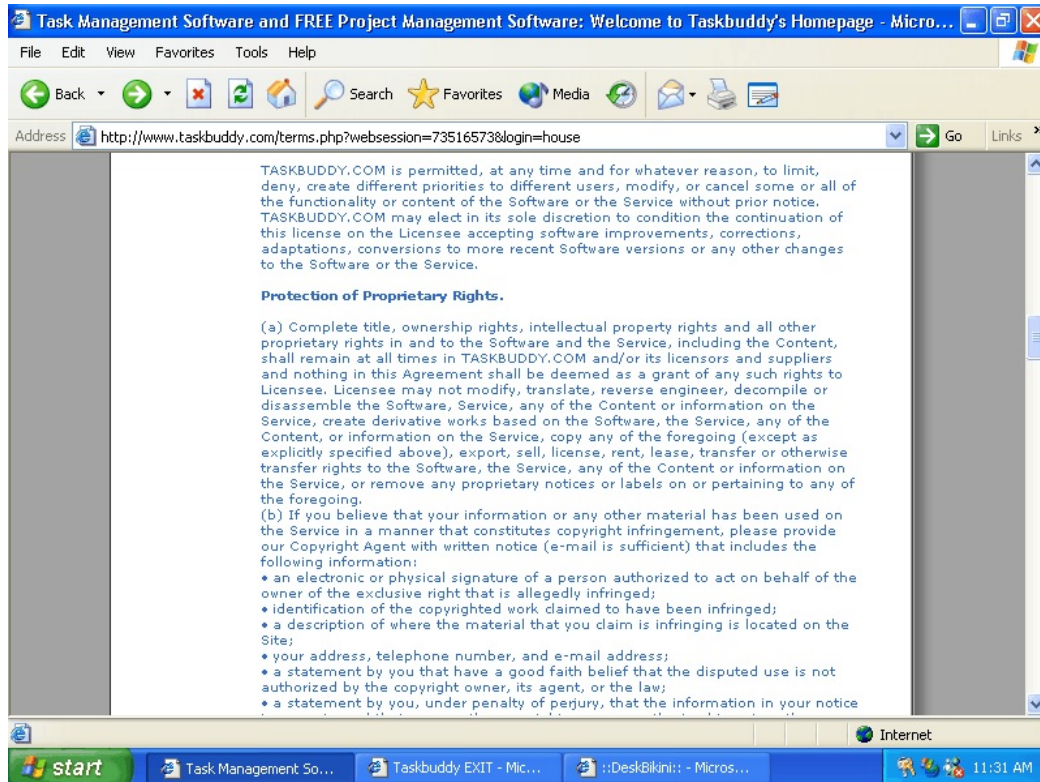 Task Management Software and FREE Project Management Software: Welcome to Taskbuddy's Homepage - Micro...
File Edit View Favorites Tools Help
Back Search Favorites Media
Address http://www.taskbuddy.com/terms.php?websession=73516573&login=house Go Links »
TASKBUDDY.COM is permitted, at any time and for whatever reason, to limit,
deny, create different priorities to different users, modify, or cancel some or all of
the functionality or content of the Software or the Service without prior notice.
TASKBUDDY.COM may elect in its sole discretion to condition the continuation of
this license on the Licensee accepting software improvements, corrections,
adaptations, conversions to more recent Software versions or any other changes
to the Software or the Service.
Protection of Proprietary Rights.
(a) Complete title, ownership rights, intellectual property rights and all other
proprietary rights in and to the Software and the Service, including the Content,
shall remain at all times in TASKBUDDY.COM and/or its licensors and suppliers
and nothing in this Agreement shall be deemed as a grant of any such rights to
Licensee. Licensee may not modify, translate, reverse engineer, decompile or
disassemble the Software, Service, any of the Content or information on the
Service, create derivative works based on the Software, the Service, any of the
Content, or information on the Service, copy any of the foregoing (except as
explicitly specified above), export, sell, license, rent, lease, transfer or otherwise
transfer rights to the Software, the Service, any of the Content or information on
the Service, or remove any proprietary notices or labels on or pertaining to any of
the foregoing.
(b) If you believe that your information or any other material has been used on
the Service in a manner that constitutes copyright infringement, please provide
our Copyright Agent with written notice (e-mail is sufficient) that includes the
following information:
• an electronic or physical signature of a person authorized to act on behalf of the
owner of the exclusive right that is allegedly infringed;
• identification of the copyrighted work claimed to have been infringed;
• a description of where the material that you claim is infringing is located on the
Site;
• your address, telephone number, and e-mail address;
• a statement by you that have a good faith belief that the disputed use is not
authorized by the copyright owner, its agent, or the law;
• a statement by you, under penalty of perjury, that the information in your notice
Internet
start Task Management So... Taskbuddy EXIT - Mic... ::DeskBikini:: - Micros... 11:31 AM